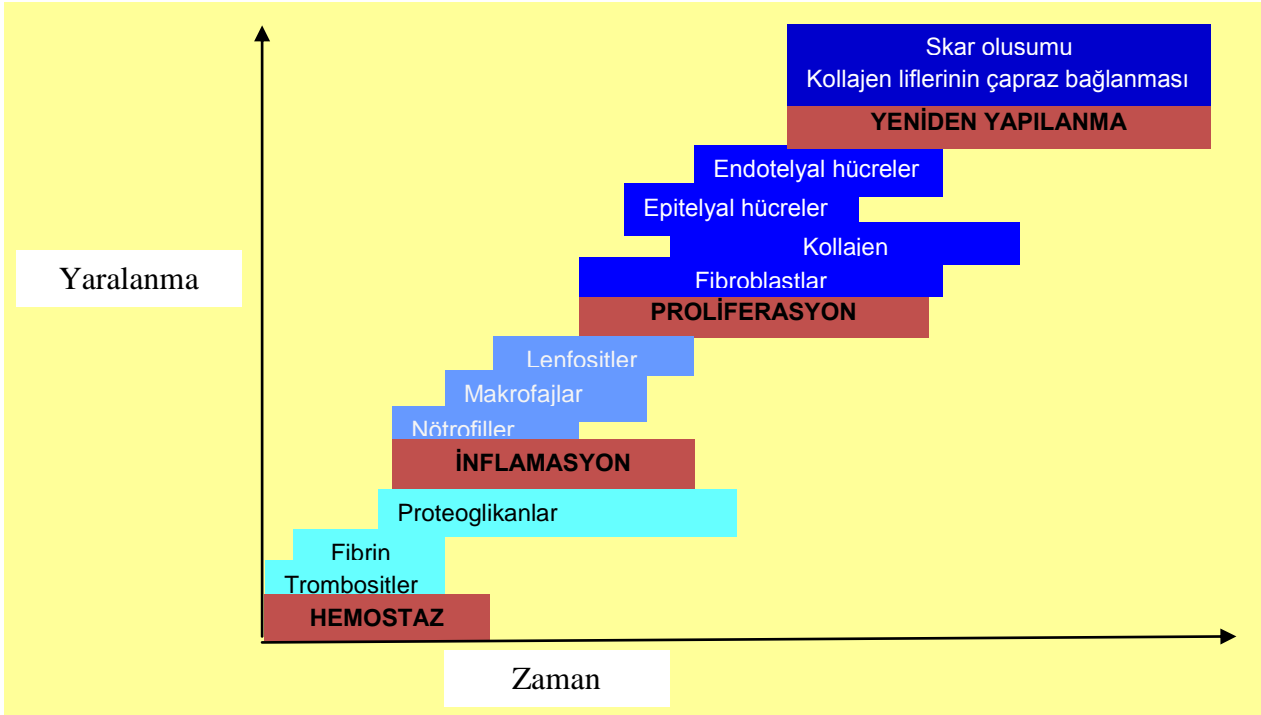 Skar olusumu
Kollajen liflerinin çapraz bağlanması
YENİDEN YAPILANMA
Endotelyal hücreler
Epitelyal hücreler
Kollajen
Fibroblastlar
PROLİFERASYON
Lenfositler
Makrofajlar
Nötrofiller
İNFLAMASYON
Proteoglikanlar
Fibrin
Trombositler
HEMOSTAZ
Yaralanma
Zaman